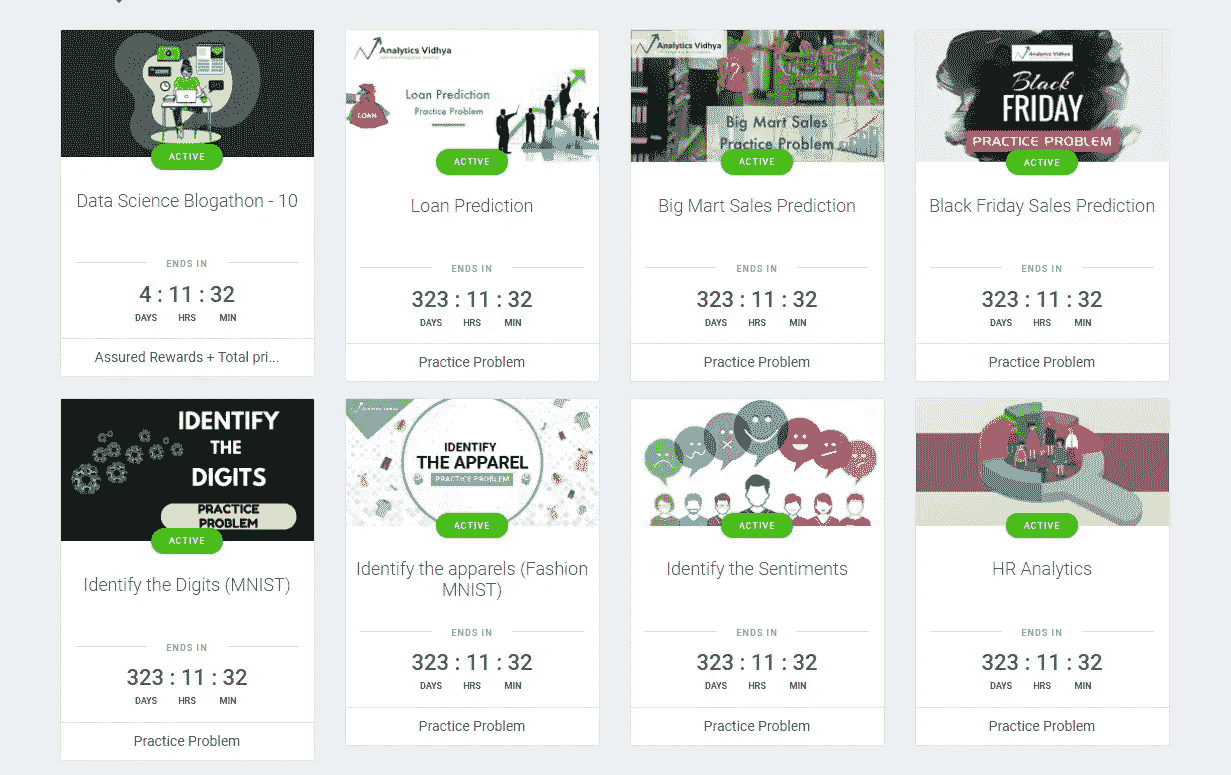 ACTIVE
Data Science Blogathon - 10
ENDS IN
4 : 11 : 32
DAYS HRS MIN
Assured Rewards + Total pri...
Analytics Vidhya
Loan Prediction
Practice Problem
LOAN
ACTIVE
Loan Prediction
ENDS IN
323 : 11 : 32
DAYS HRS MIN
Practice Problem
Analytics Vidhya
Big Mart Sales
Practice Problem
ACTIVE
Big Mart Sales Prediction
ENDS IN
323 : 11 : 32
DAYS HRS MIN
Practice Problem
Analytics Vidhya
Black
FRIDAY
PRACTICE PROBLEM
ACTIVE
Black Friday Sales Prediction
ENDS IN
323 : 11 : 32
DAYS HRS MIN
Practice Problem
IDENTIFY
THE
DIGITS
PRACTICE
PROBLEM
ACTIVE
Identify the Digits (MNIST)
ENDS IN
323 : 11 : 32
DAYS HRS MIN
Practice Problem
IDENTIFY
THE APPAREL
PRACTICE PROBLEM
ACTIVE
Identify the apparels (Fashion
MNIST)
ENDS IN
323 : 11 : 32
DAYS HRS MIN
Practice Problem
ACTIVE
Identify the Sentiments
ENDS IN
323 : 11 : 32
DAYS HRS MIN
Practice Problem
ACTIVE
HR Analytics
ENDS IN
323 : 11 : 32
DAYS HRS MIN
Practice Problem